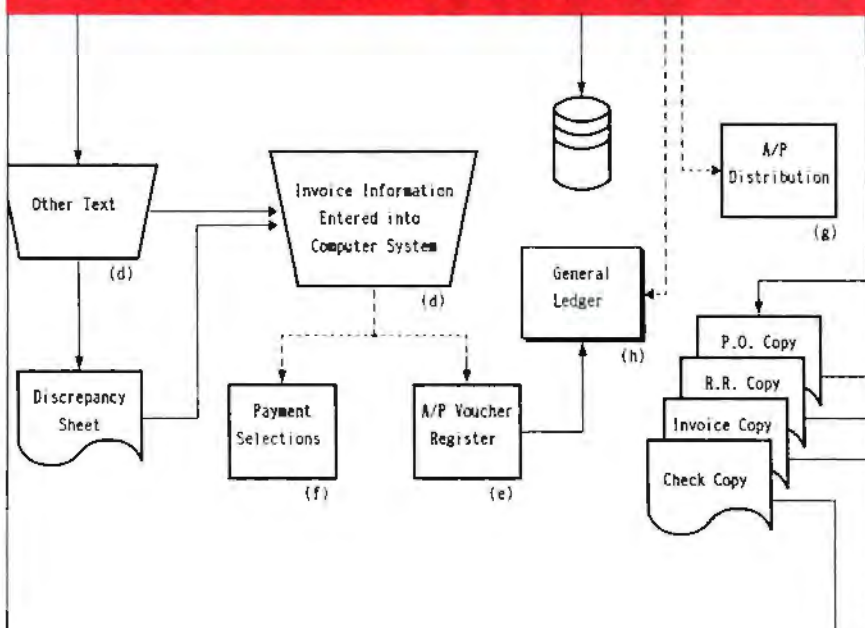 Other Text
(d)
Invoice Information
Entered into
Computer System
(d)
A/P
Distribution
(g)
General
Ledger
(h)
Discrepancy
Sheet
Payment
Selections
(f)
A/P Voucher
Register
(e)
P.O. Copy
R.R. Copy
Invoice Copy
Check Copy